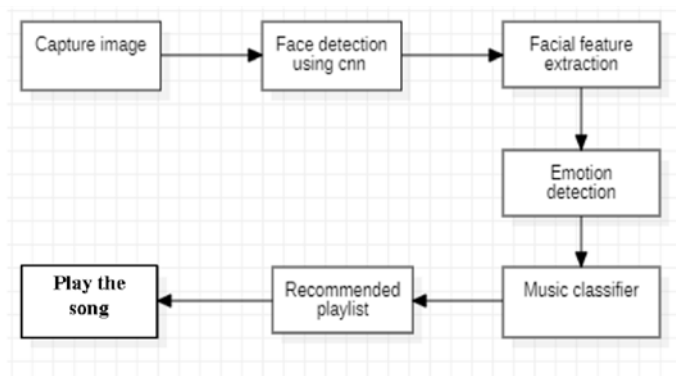 Capture image
Face detection
using cnn
Facial feature
extraction
Emotion
detection
Music classifier
Recommended
playlist
Play the
song